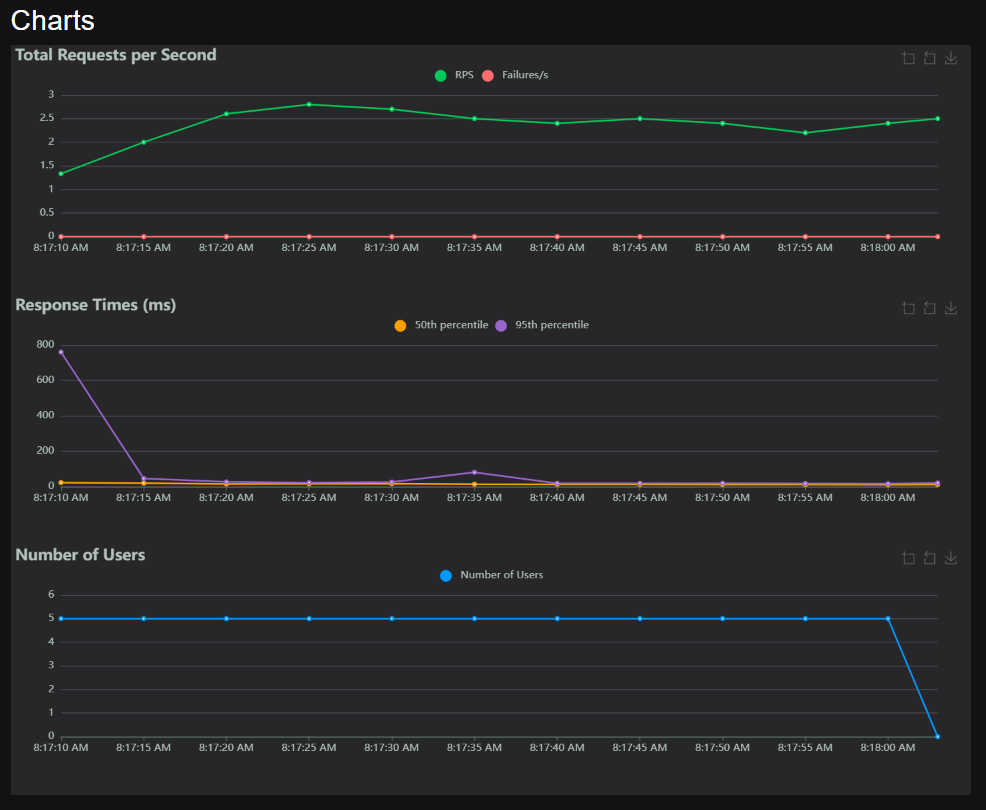 Charts
Total Requests per Second
RPS Failures/s
3
2.5
2
1.5
1
0.5
0
8:17:10 AM 8:17:15 AM 8:17:20 AM 8:17:25 AM 8:17:30 AM 8:17:35 AM 8:17:40 AM 8:17:45 AM 8:17:50 AM 8:17:55 AM 8:18:00 AM
Response Times (ms)
50th percentile 95th percentile
800
600
400
200
0
8:17:10 AM 8:17:15 AM 8:17:20 AM 8:17:25 AM 8:17:30 AM 8:17:35 AM 8:17:40 AM 8:17:45 AM 8:17:50 AM 8:17:55 AM 8:18:00 AM
Number of Users
Number of Users
6
5
4
3
2
1
0
8:17:10 AM 8:17:15 AM 8:17:20 AM 8:17:25 AM 8:17:30 AM 8:17:35 AM 8:17:40 AM 8:17:45 AM 8:17:50 AM 8:17:55 AM 8:18:00 AM